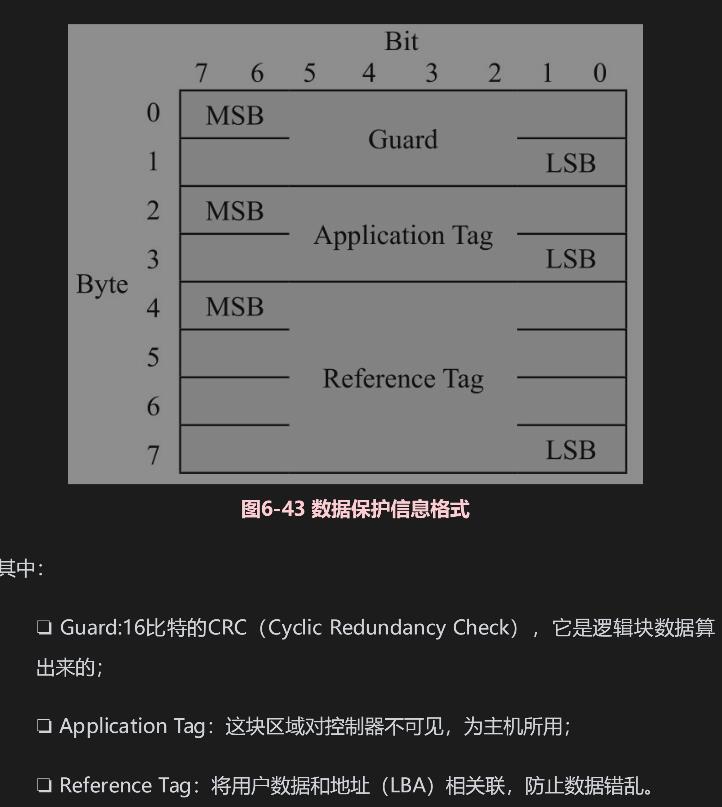 Bit
7 6 5 4 3 2 1 0
0 MSB
Guard
1 LSB
2 MSB
Application Tag
3 LSB
Byte
4 MSB
5
Reference Tag
6
7 LSB
图6-43 数据保护信息格式
其中：
❏ Guard:16比特的CRC（Cyclic Redundancy Check），它是逻辑块数据算
出来的；
❏ Application Tag：这块区域对控制器不可见，为主机所用；
❏ Reference Tag：将用户数据和地址（LBA）相关联，防止数据错乱。